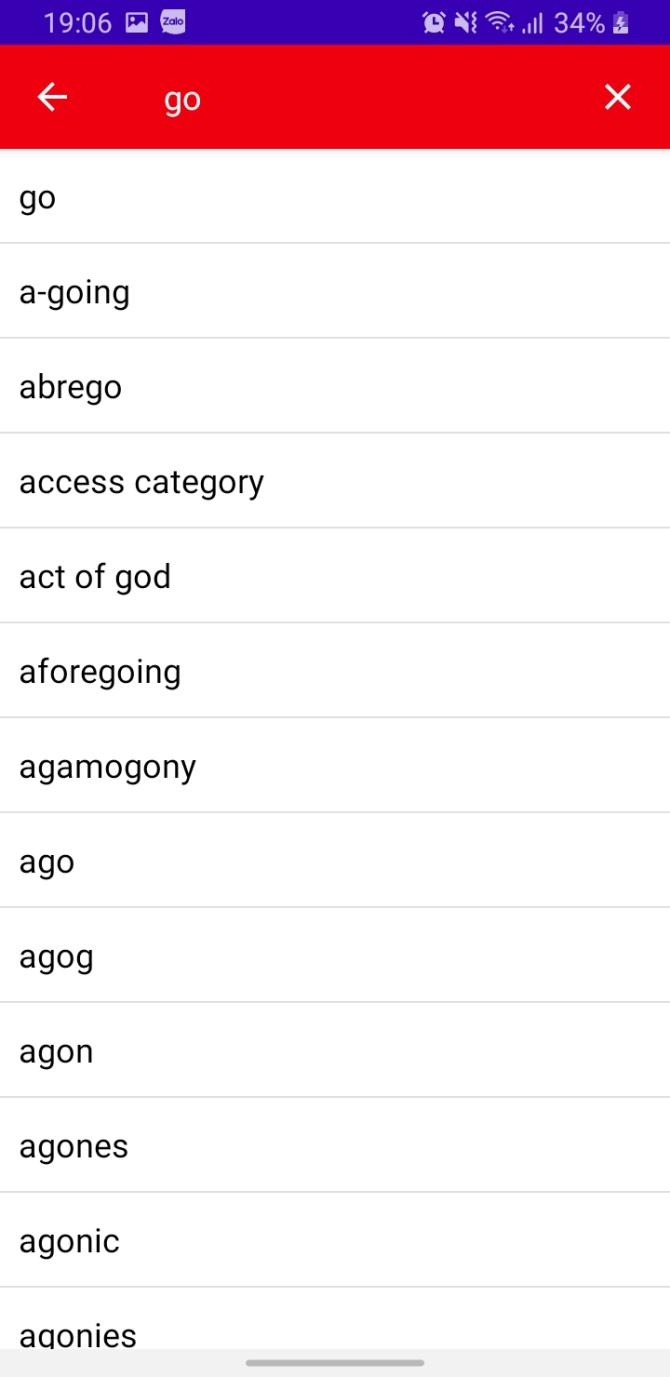 19:06 Zalo 34%
go
go
a-going
abrego
access category
act of god
aforegoing
agamogony
ago
agog
agon
agones
agonic
agonies